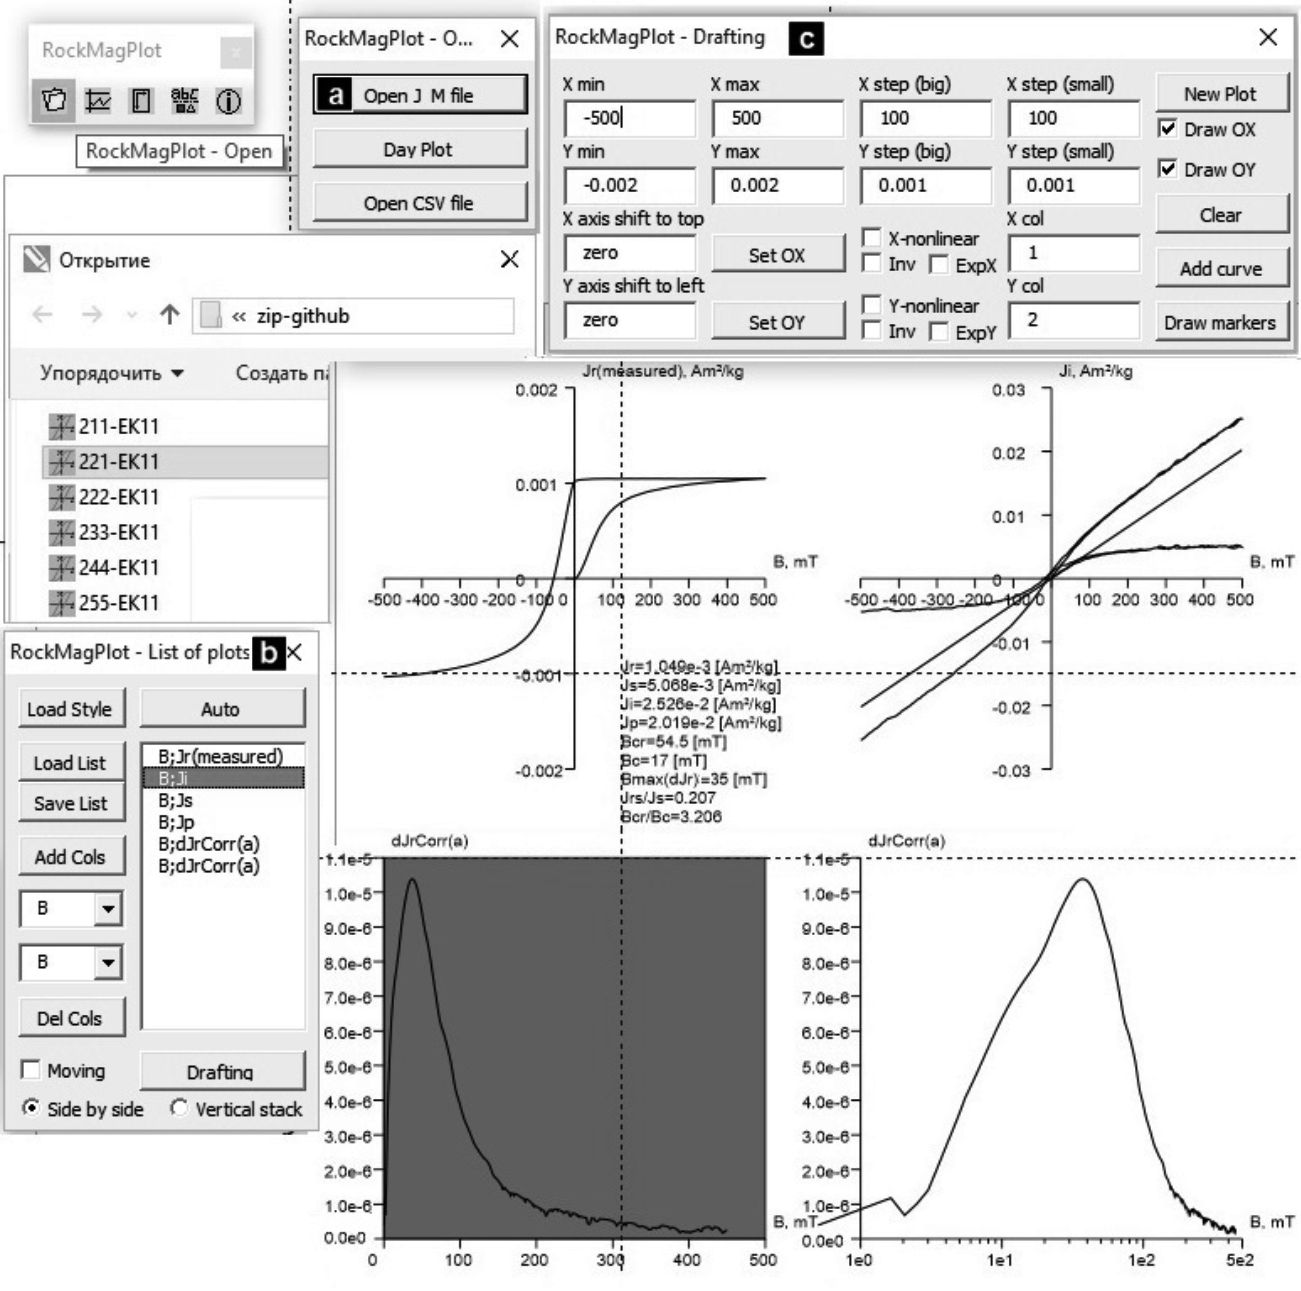 RockMagPlot
RockMagPlot - Open
RockMagPlot - O...
a Open J M file
Day Plot
Open CSV file
RockMagPlot - Drafting c
X min X max X step (big) X step (small)
-500 500 100 100
New Plot
Draw OX
Y min Y max Y step (big) Y step (small)
-0.002 0.002 0.001 0.001
Draw OY
X axis shift to top X col
zero Set OX X-nonlinear 1 Clear
Inv ExpX
Y axis shift to left Y col
Add curve
zero Set OY Y-nonlinear 2 Draw markers
Inv ExpY
Открытие
« zip-github
Упорядочить Создать па
211-EK11
221-EK11
222-EK11
233-EK11
244-EK11
255-EK11
RockMagPlot - List of plots b
Load Style Auto
Load List
Save List
Add Cols
B
B
Del Cols
B;Jr(measured)
B;Ji
B;Js
B;Jp
B;dJrCorr(a)
B;dJrCorr(a)
Moving Drafting
Side by side Vertical stack
Jr(measured), Am²/kg
0.002
0.001
0
-0.001
-0.002
B, mT
-500 -400 -300 -200 -100 0 100 200 300 400 500
Jr=1.049e-3 [Am²/kg]
Js=5.068e-3 [Am²/kg]
Ji=2.526e-2 [Am²/kg]
Jp=2.019e-2 [Am²/kg]
Bcr=54.5 [mT]
Bc=17 [mT]
Bmax(dJr)=35 [mT]
Jrs/Js=0.207
Bcr/Bc=3.206
Ji, Am²/kg
0.03
0.02
0.01
0
-0.01
-0.02
-0.03
B, mT
-500 -400 -300 -200 -100 0 100 200 300 400 500
dJrCorr(a)
1.1e-5
1.0e-5
9.0e-6
8.0e-6
7.0e-6
6.0e-6
5.0e-6
4.0e-6
3.0e-6
2.0e-6
1.0e-6
0.0e0
B, mT
0 100 200 300 400 500
dJrCorr(a)
1.1e-5
1.0e-5
9.0e-6
8.0e-6
7.0e-6
6.0e-6
5.0e-6
4.0e-6
3.0e-6
2.0e-6
1.0e-6
0.0e0
B, mT
1e0 1e1 1e2 5e2